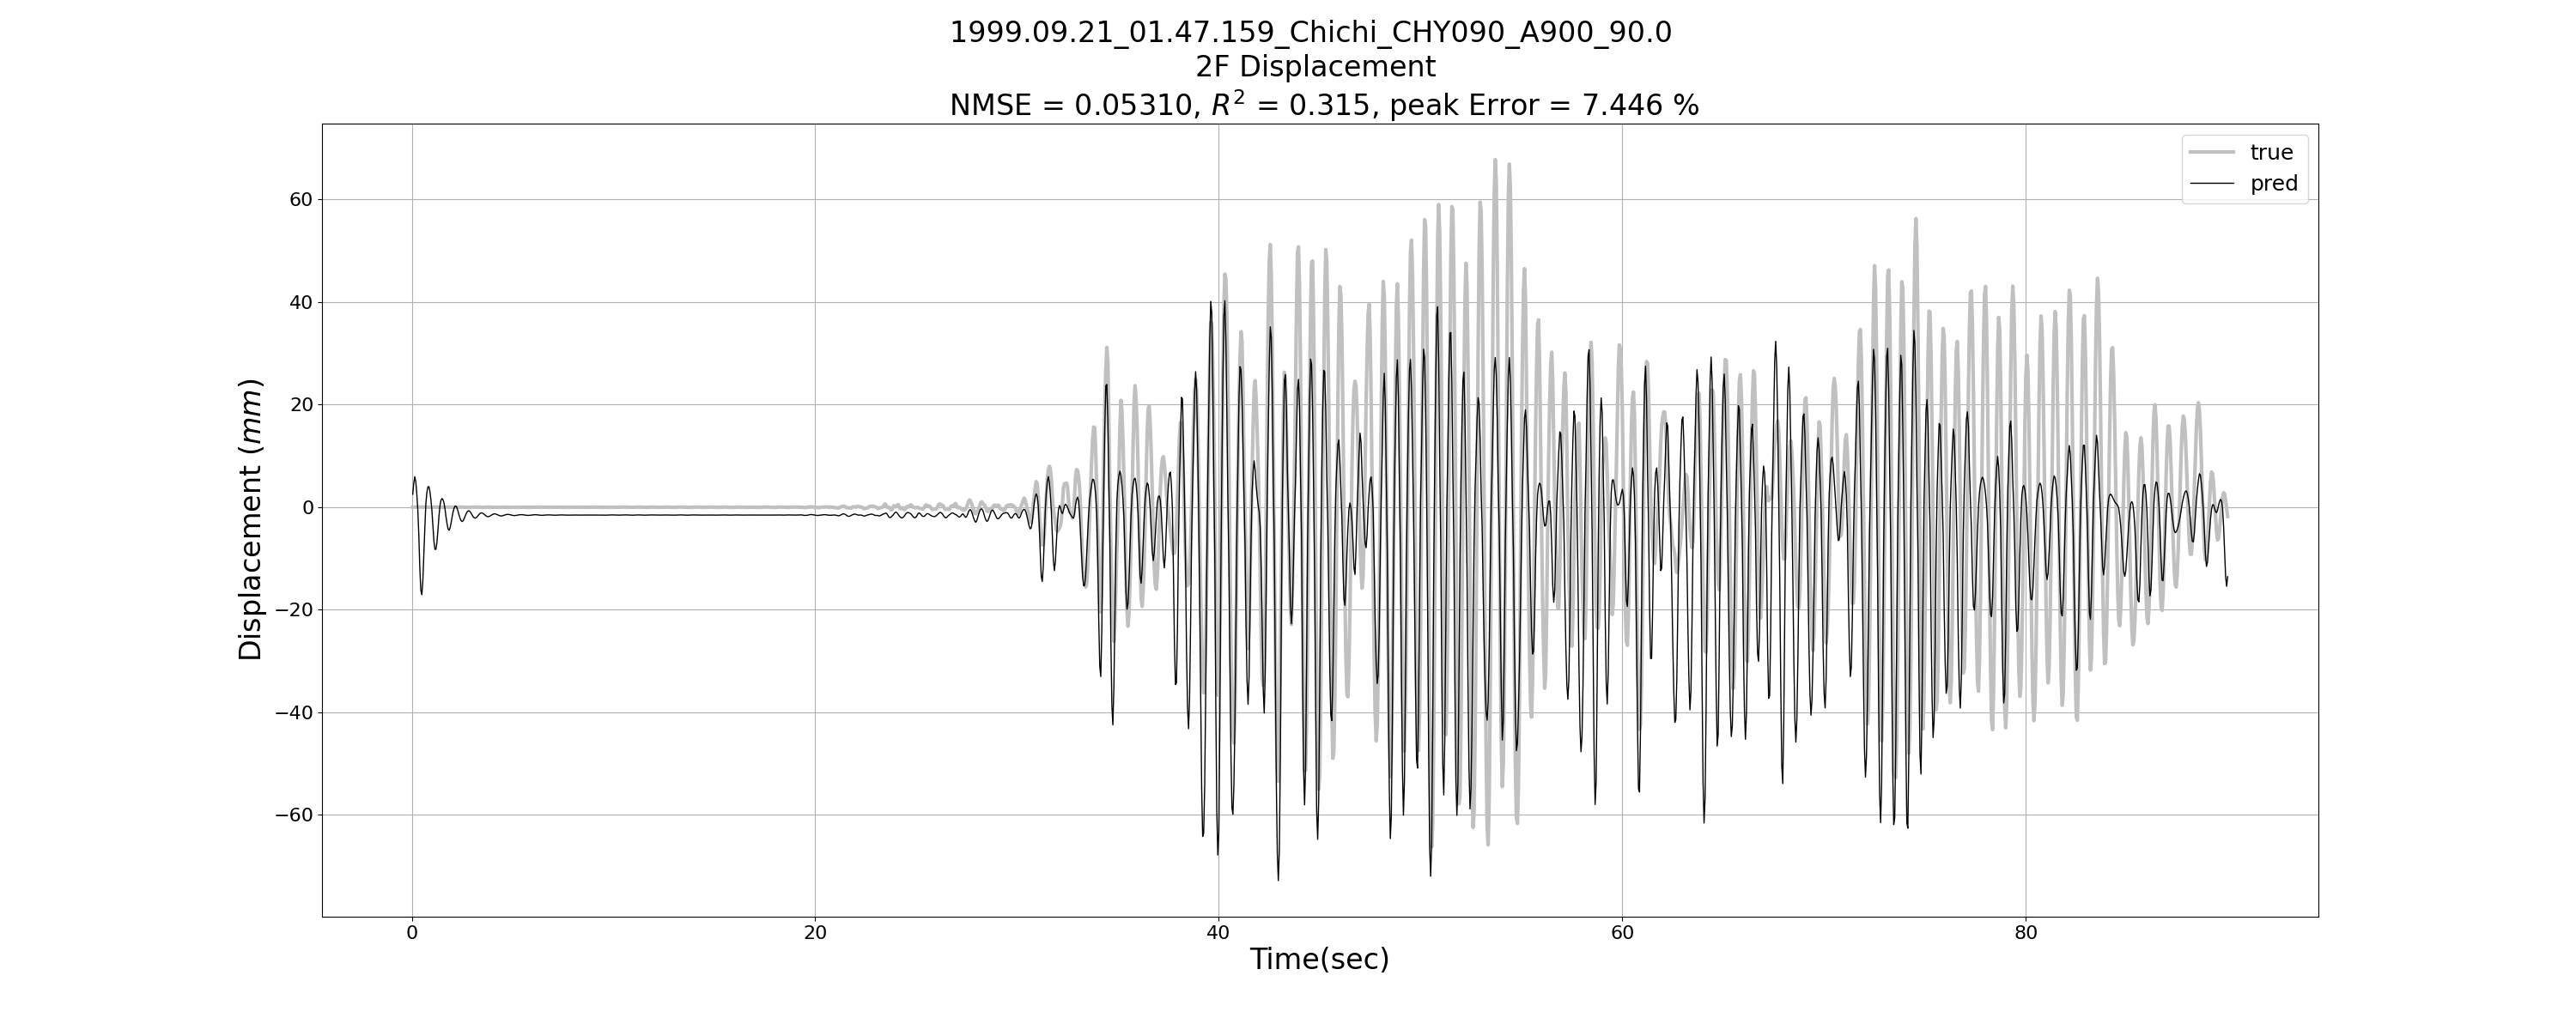 1999.09.21_01.47.159_Chichi_CHY090_A900_90.0
2F Displacement
NMSE = 0.05310, R² = 0.315, peak Error = 7.446 %
true
pred
60
40
20
0
−20
−40
−60
Displacement (mm)
0 20 40 60 80
Time(sec)